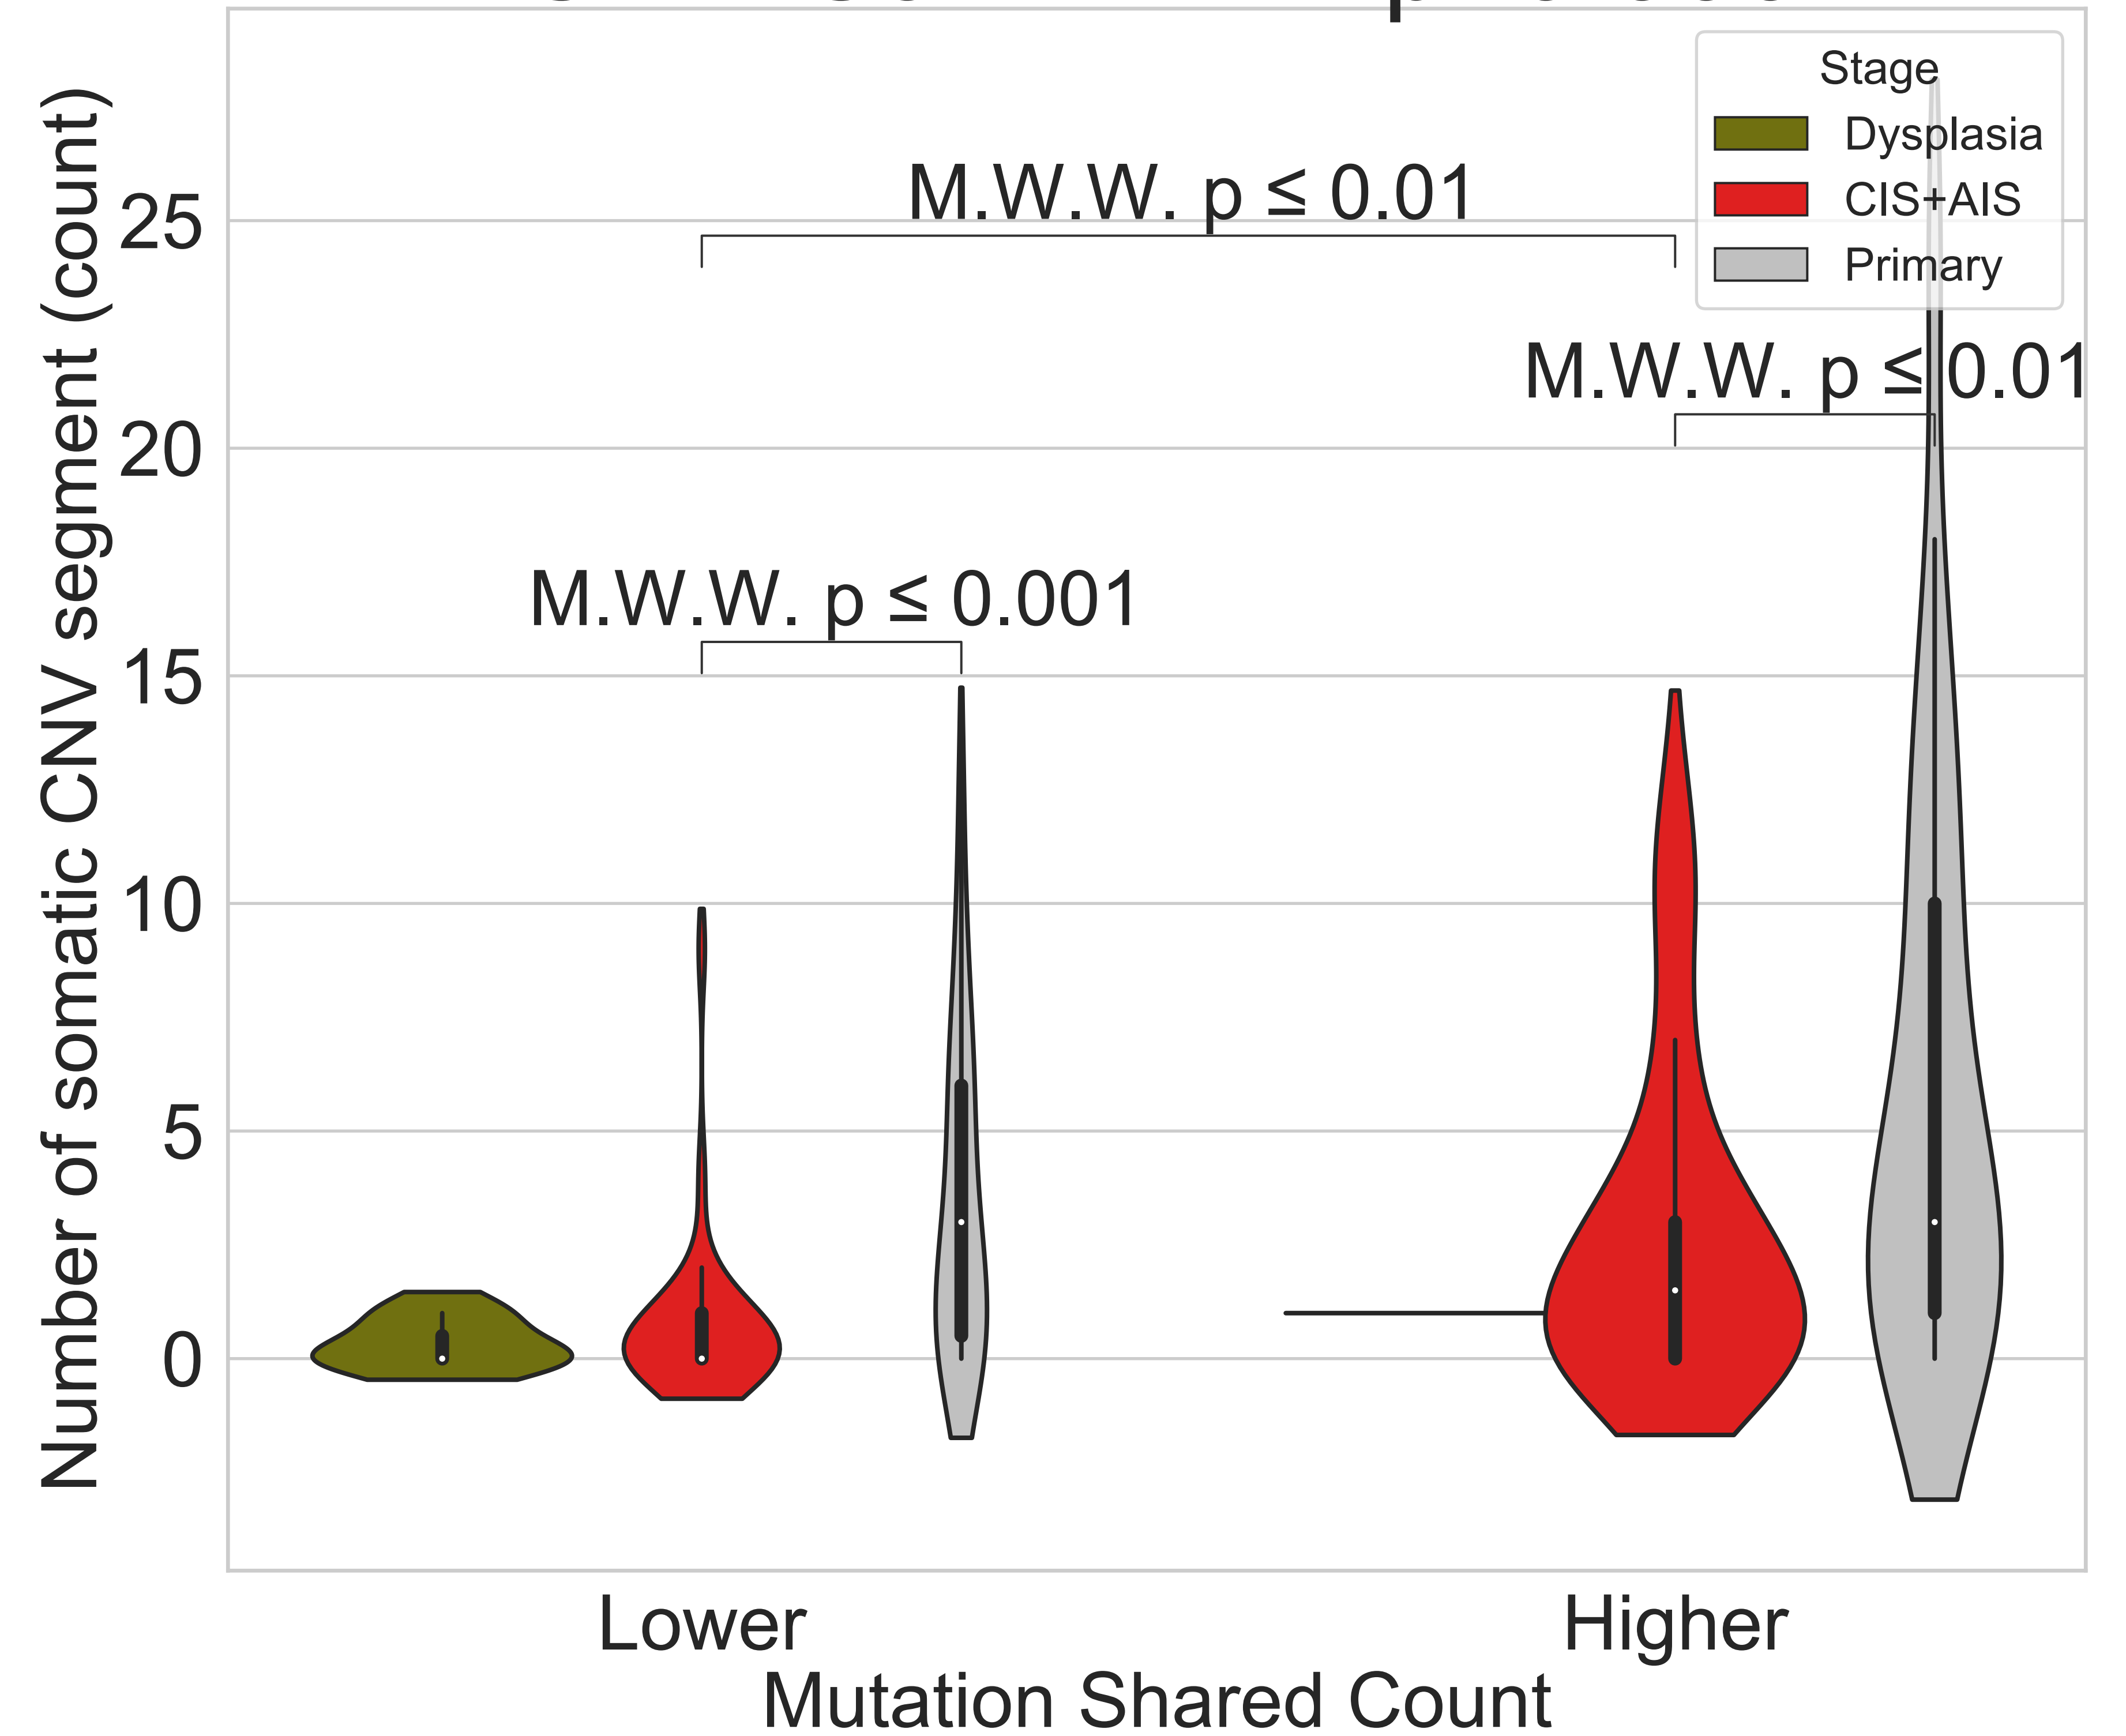 Stage
Dysplasia
CIS+AIS
Primary
M.W.W. p ≤ 0.01
M.W.W. p ≤ 0.01
M.W.W. p ≤ 0.001
Number of somatic CNV segment (count)
25
20
15
10
5
0
Lower
Higher
Mutation Shared Count